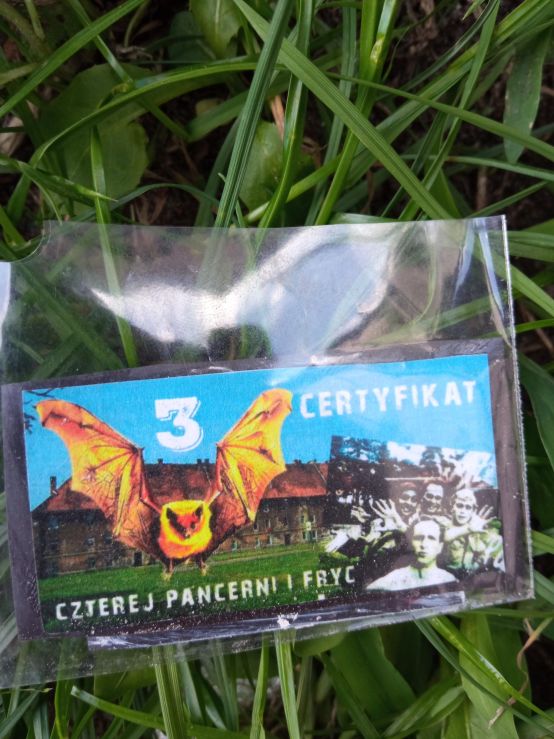 3
CERTYFIKAT
CZTEREJ PANCERNI I FRYC